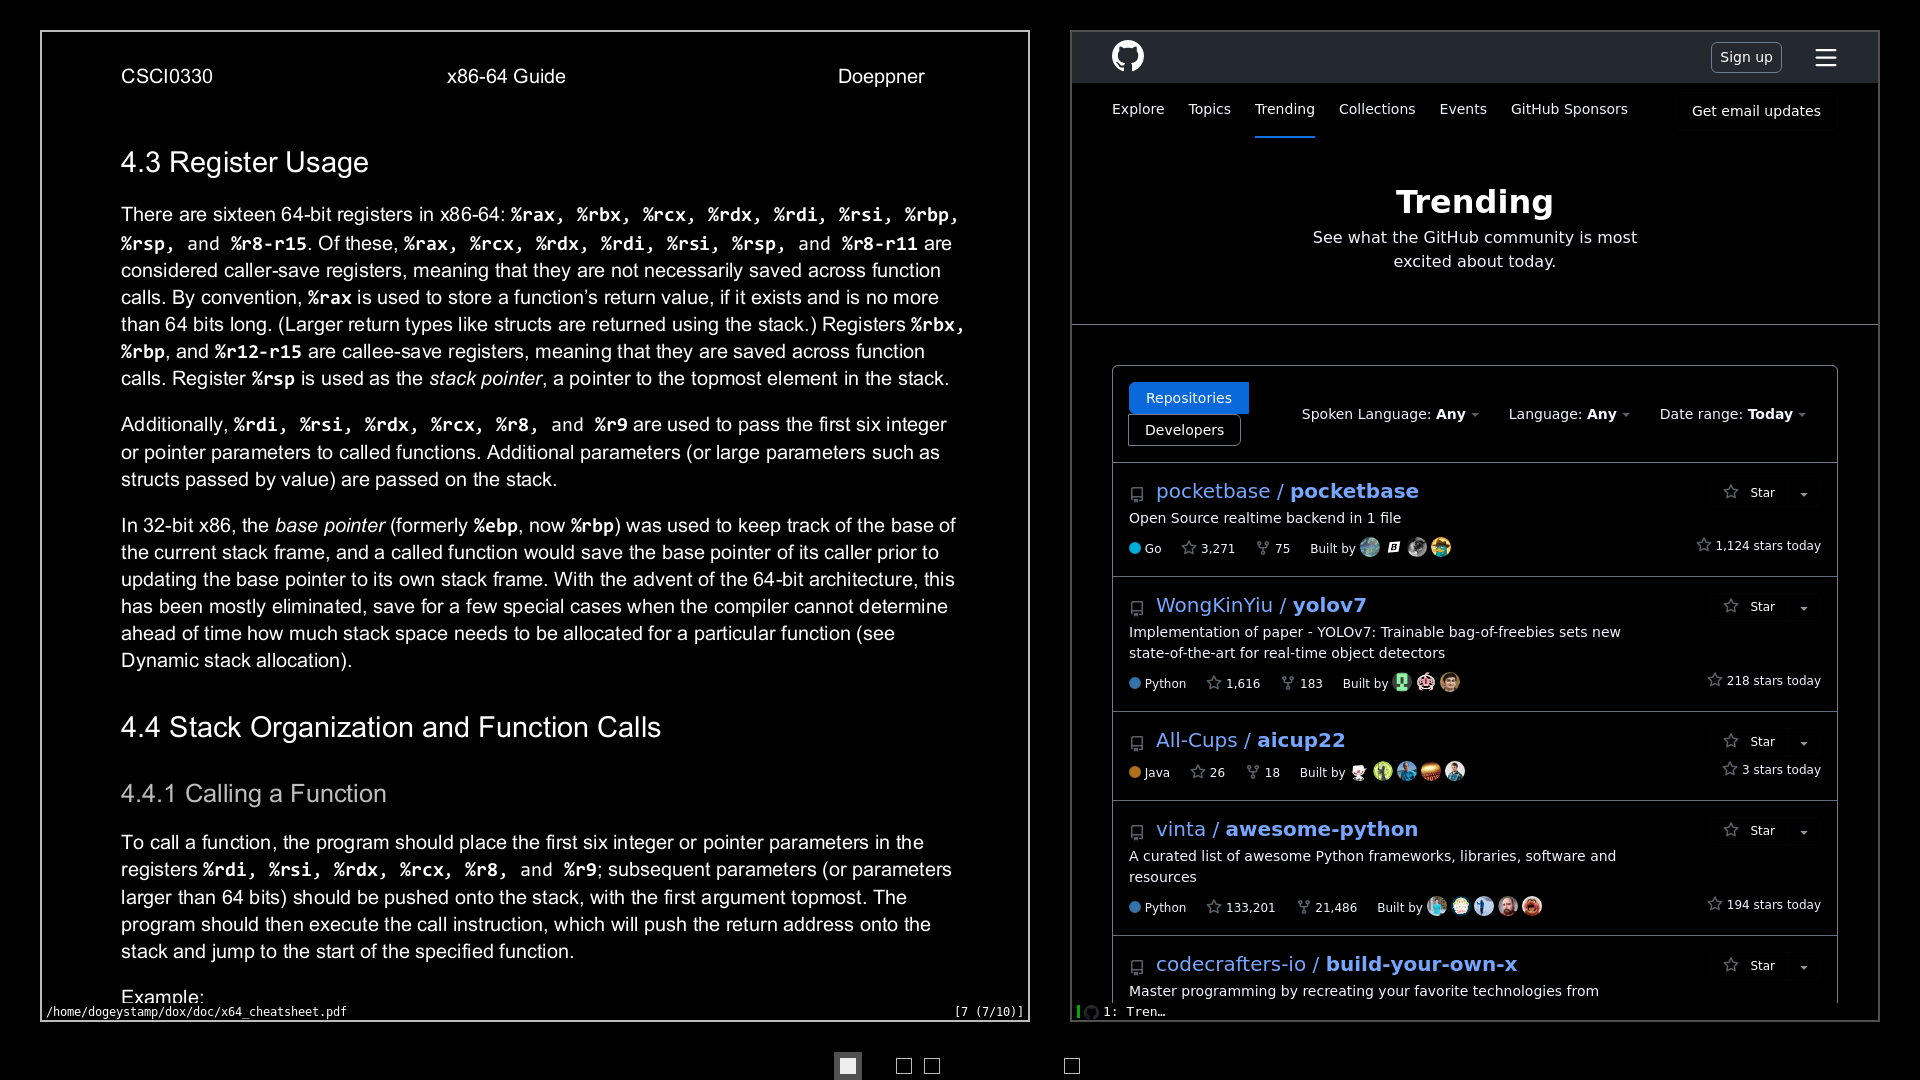 CSCI0330 x86-64 Guide Doeppner
4.3 Register Usage
There are sixteen 64-bit registers in x86-64: %rax, %rbx, %rcx, %rdx, %rdi, %rsi, %rbp,
%rsp, and %r8-r15. Of these, %rax, %rcx, %rdx, %rdi, %rsi, %rsp, and %r8-r11 are
considered caller-save registers, meaning that they are not necessarily saved across function
calls. By convention, %rax is used to store a function’s return value, if it exists and is no more
than 64 bits long. (Larger return types like structs are returned using the stack.) Registers %rbx,
%rbp, and %r12-r15 are callee-save registers, meaning that they are saved across function
calls. Register %rsp is used as the stack pointer, a pointer to the topmost element in the stack.
Additionally, %rdi, %rsi, %rdx, %rcx, %r8, and %r9 are used to pass the first six integer
or pointer parameters to called functions. Additional parameters (or large parameters such as
structs passed by value) are passed on the stack.
In 32-bit x86, the base pointer (formerly %ebp, now %rbp) was used to keep track of the base of
the current stack frame, and a called function would save the base pointer of its caller prior to
updating the base pointer to its own stack frame. With the advent of the 64-bit architecture, this
has been mostly eliminated, save for a few special cases when the compiler cannot determine
ahead of time how much stack space needs to be allocated for a particular function (see
Dynamic stack allocation).
4.4 Stack Organization and Function Calls
4.4.1 Calling a Function
To call a function, the program should place the first six integer or pointer parameters in the
registers %rdi, %rsi, %rdx, %rcx, %r8, and %r9; subsequent parameters (or parameters
larger than 64 bits) should be pushed onto the stack, with the first argument topmost. The
program should then execute the call instruction, which will push the return address onto the
stack and jump to the start of the specified function.
Example:
/home/dogeystamp/dox/doc/x64_cheatsheet.pdf [7 (7/10)]
Sign up
Explore Topics Trending Collections Events GitHub Sponsors Get email updates
Trending
See what the GitHub community is most
excited about today.
Repositories
Developers
Spoken Language: Any Language: Any Date range: Today
pocketbase / pocketbase Star
Open Source realtime backend in 1 file
Go 3,271 75 Built by 1,124 stars today
WongKinYiu / yolov7 Star
Implementation of paper - YOLOv7: Trainable bag-of-freebies sets new
state-of-the-art for real-time object detectors
Python 1,616 183 Built by 218 stars today
All-Cups / aicup22 Star
Java 26 18 Built by 3 stars today
vinta / awesome-python Star
A curated list of awesome Python frameworks, libraries, software and
resources
Python 133,201 21,486 Built by 194 stars today
codecrafters-io / build-your-own-x Star
Master programming by recreating your favorite technologies from
1: Tren…